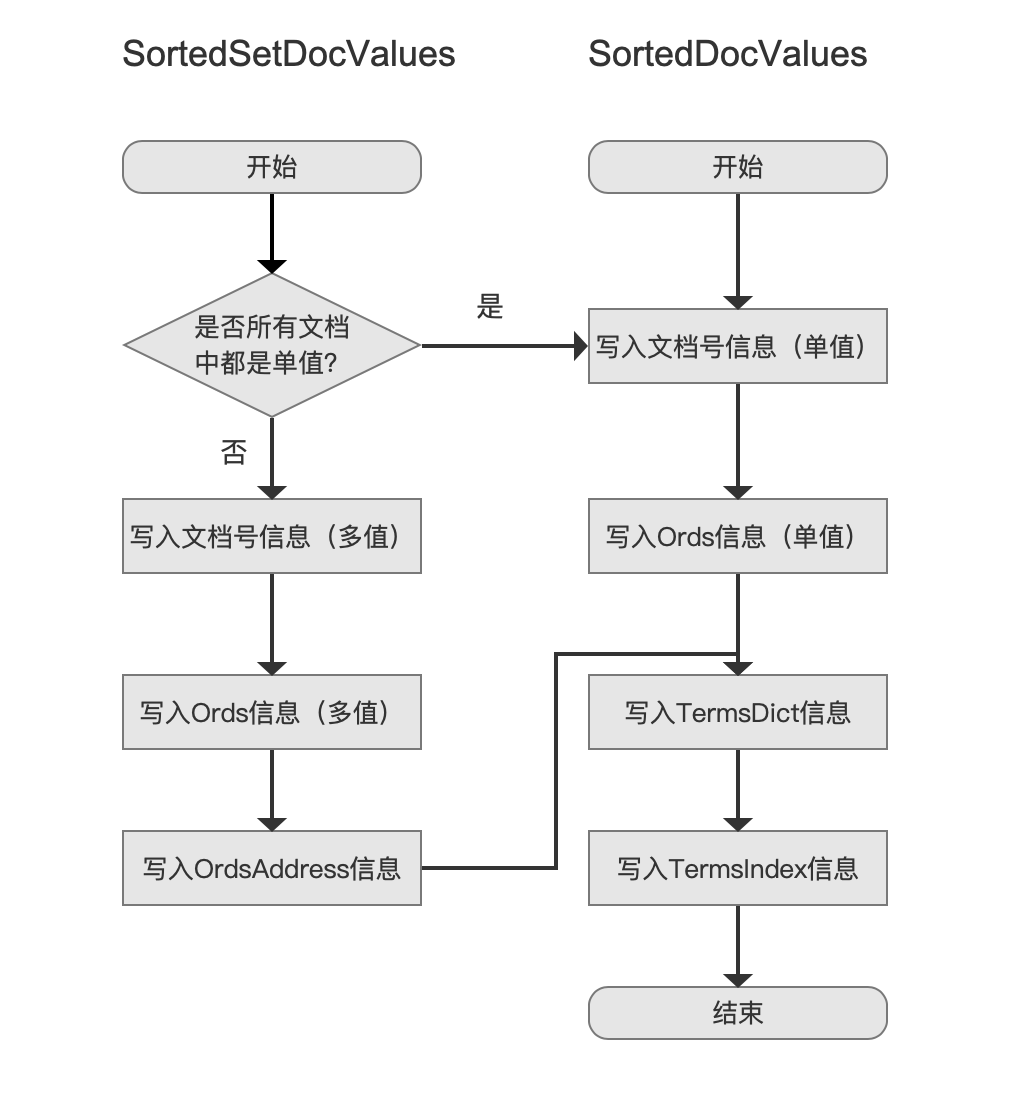 SortedSetDocValues
SortedDocValues
开始
开始
是否所有文档
中都是单值?
是
写入文档号信息（单值）
否
写入文档号信息（多值）
写入Ords信息（单值）
写入Ords信息（多值）
写入TermsDict信息
写入OrdsAddress信息
写入TermsIndex信息
结束